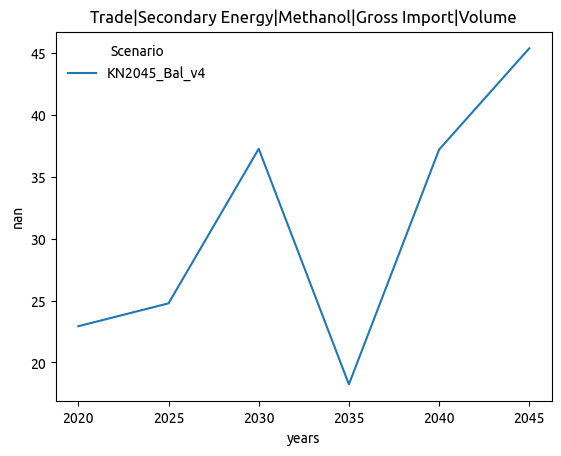 Trade|Secondary Energy|Methanol|Gross Import|Volume
Scenario
KN2045_Bal_v4
45
40
35
30
25
20
nan
2020 2025 2030 2035 2040 2045
years